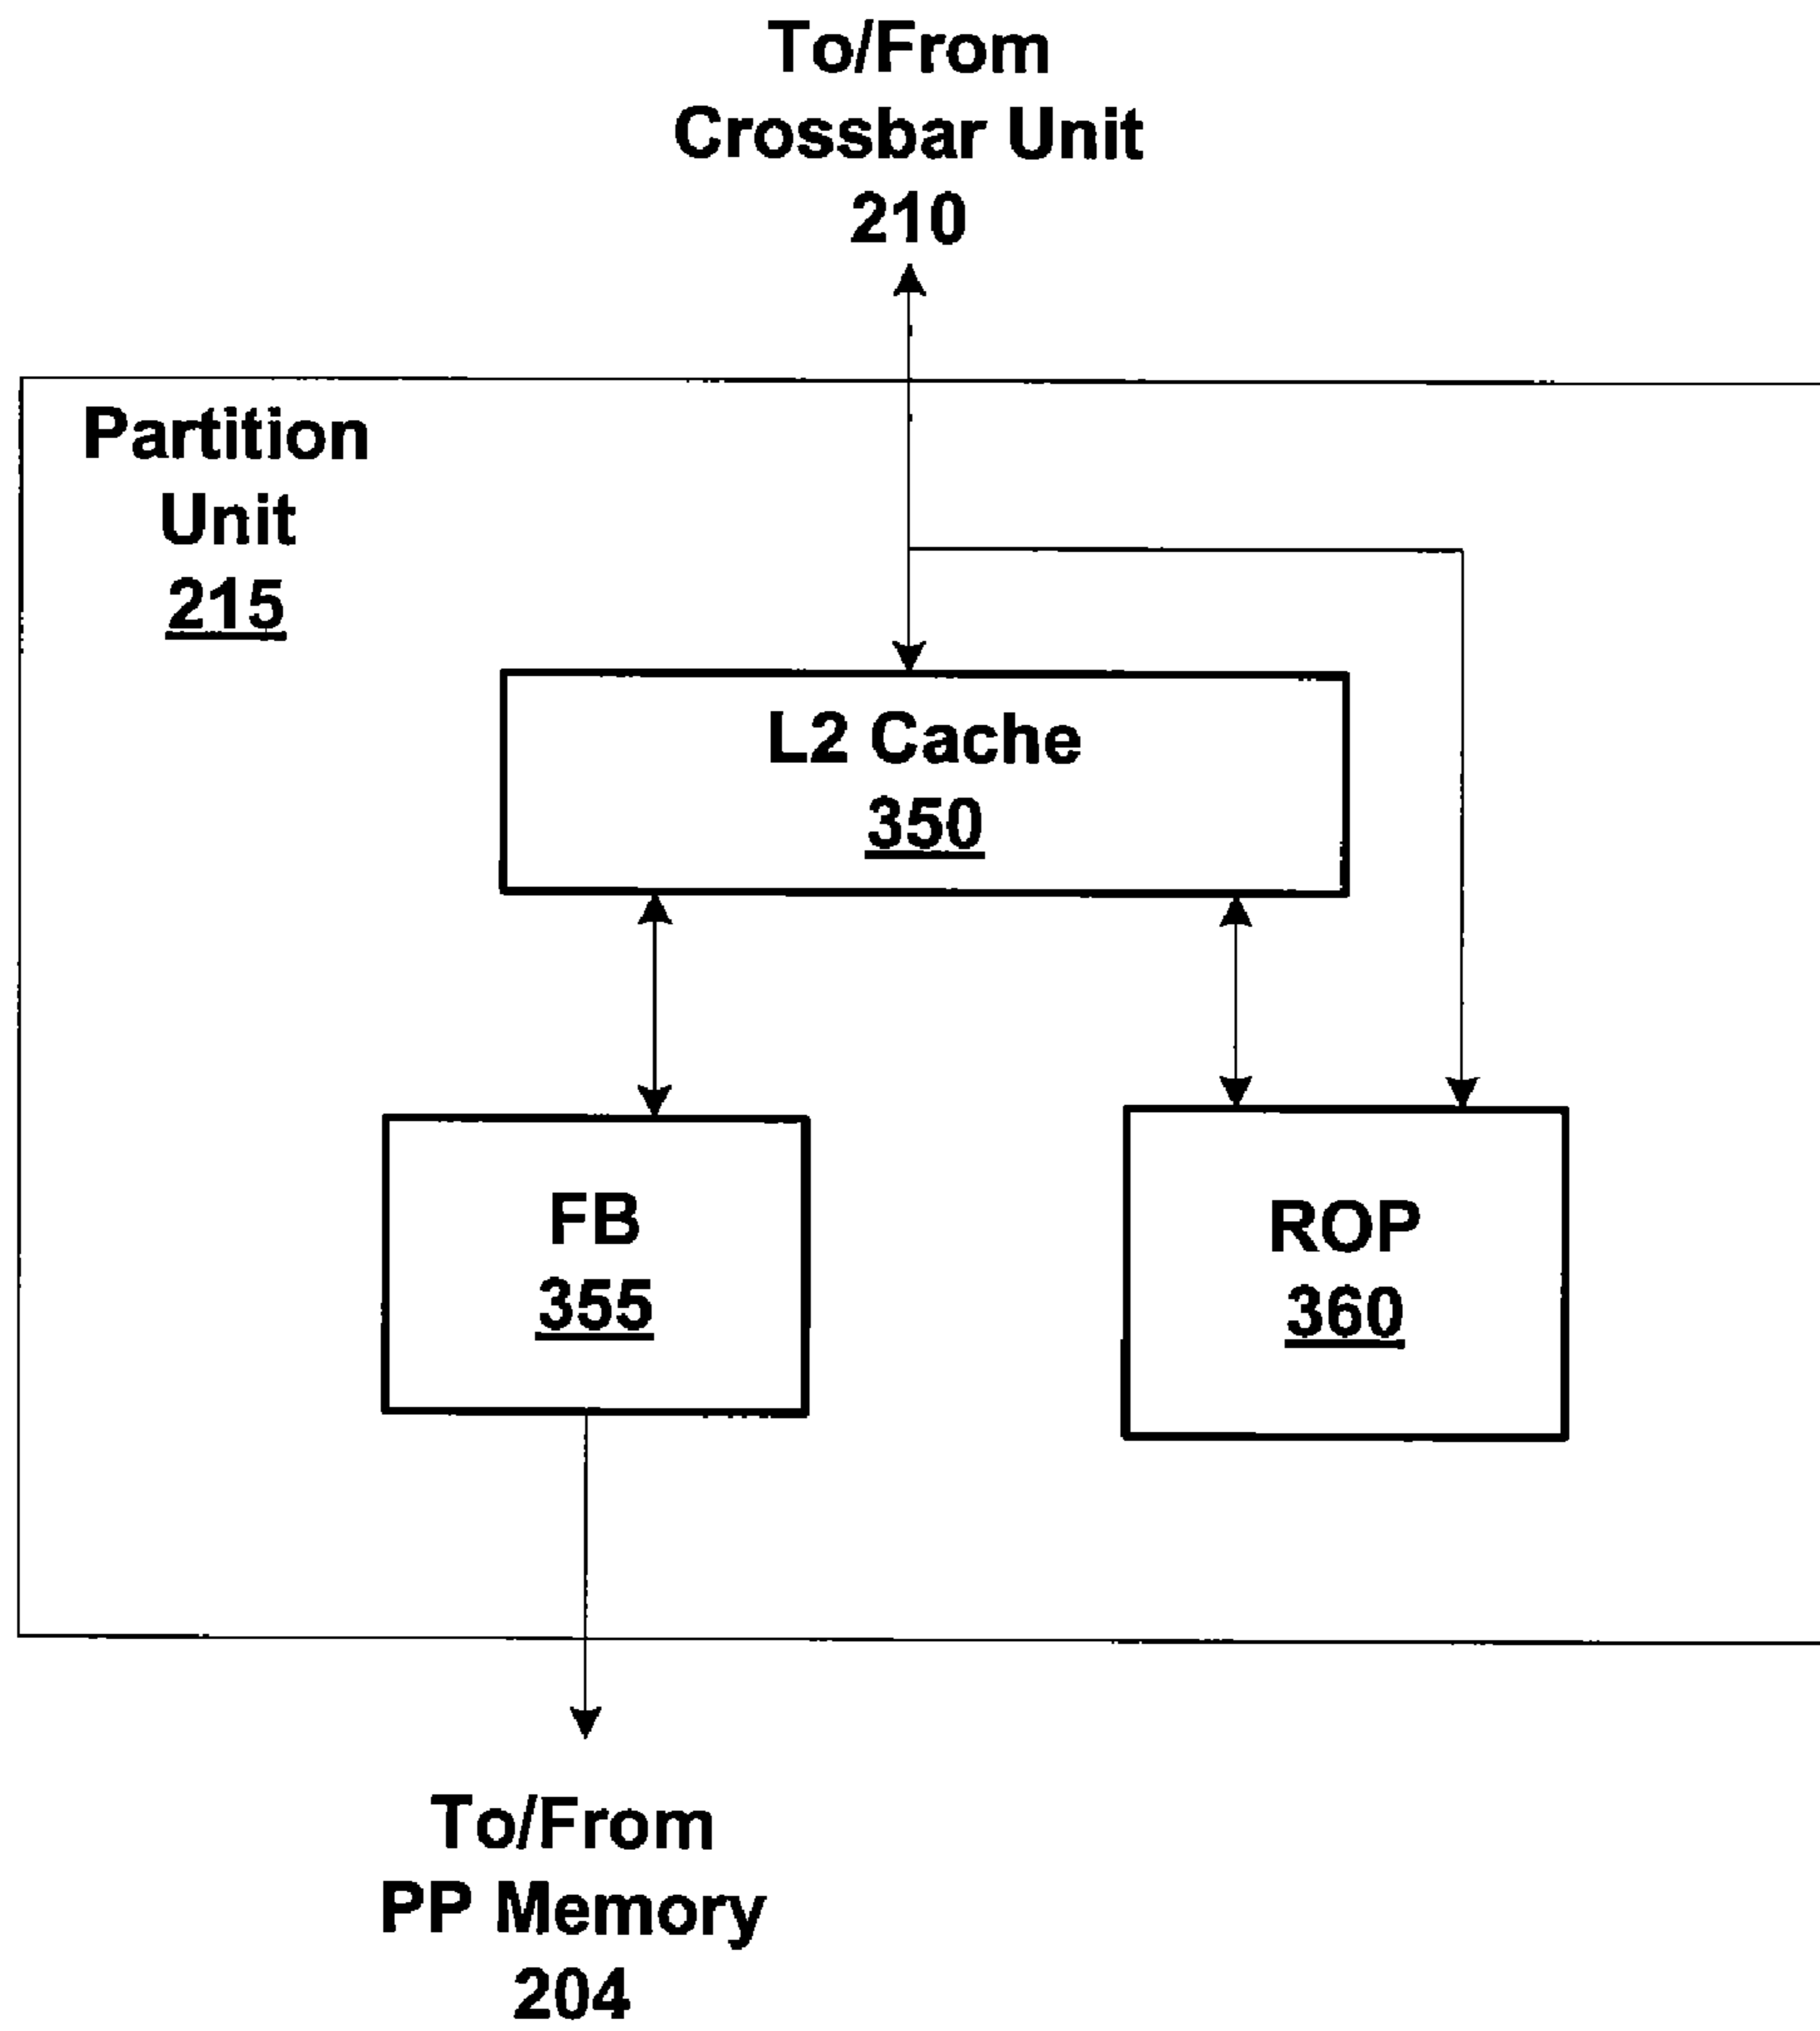 To/From
Crossbar Unit
210
Partition
Unit
215
L2 Cache
350
FB
355
ROP
360
To/From
PP Memory
204